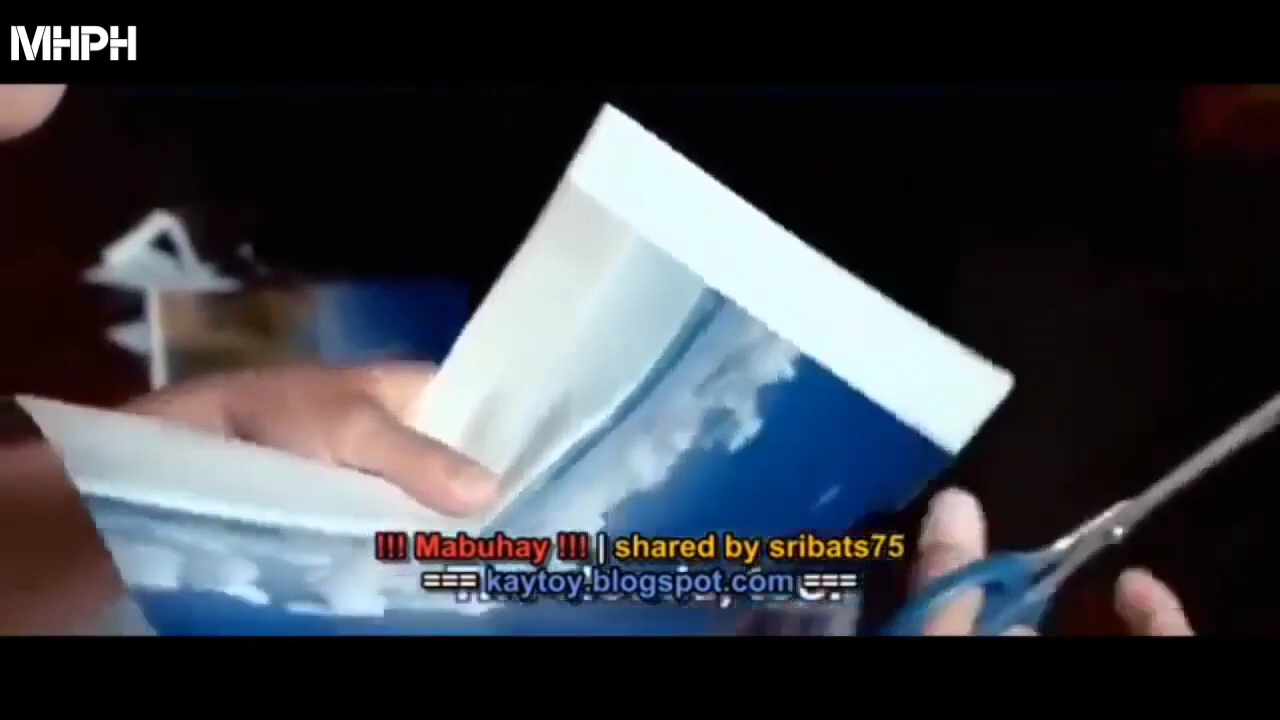 MHPH
!!! Mabuhay !!! | shared by sribats75
=== kaytoy.blogspot.com ===